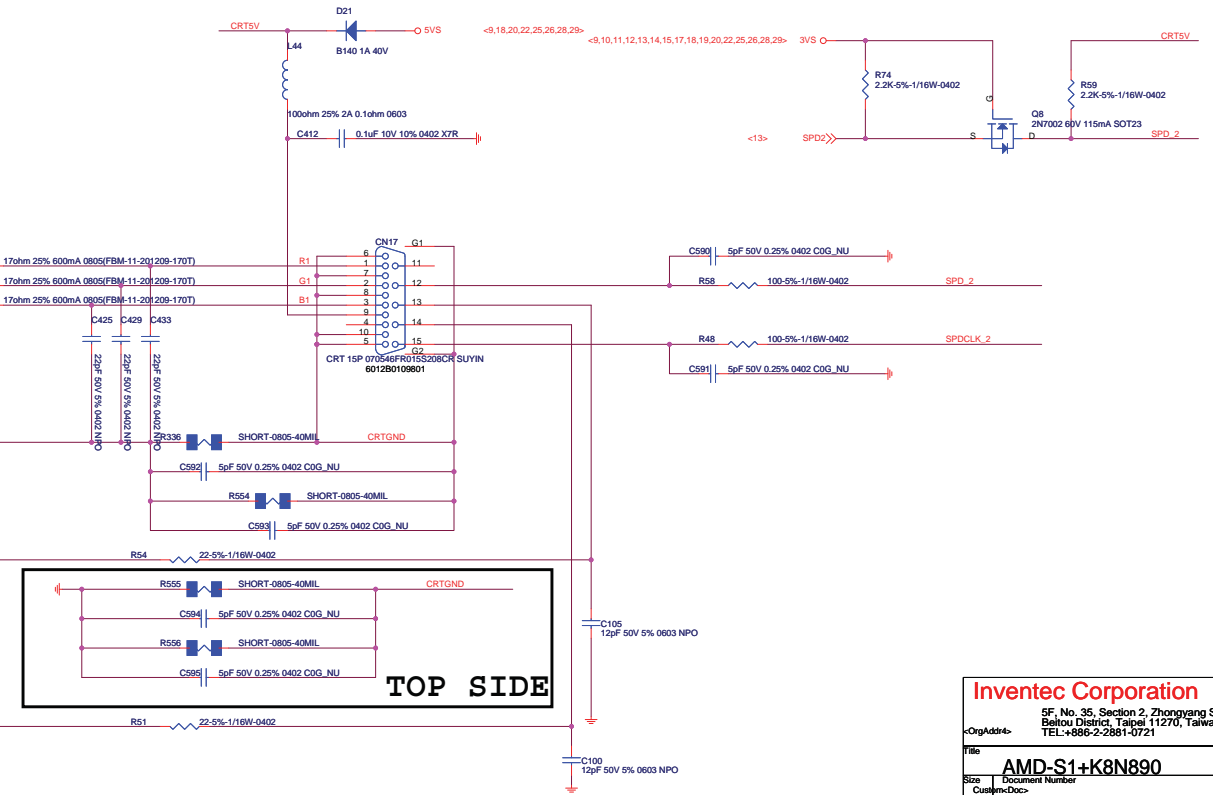 D21
CRT5V
5VS
<9,18,20,22,25,26,28,29>
B140 1A 40V
L44
100ohm 25% 2A 0.1ohm 0603
C412
0.1uF 10V 10% 0402 X7R
<9,10,11,12,13,14,15,17,18,19,20,22,25,26,28,29>
3VS
CRT5V
R74
2.2K-5%-1/16W-0402
R59
2.2K-5%-1/16W-0402
G
Q8
2N7002 60V 115mA SOT23
<13>
SPD2
S
D
SPD_2
CN17
G1
17ohm 25% 600mA 0805(FBM-11-201209-170T)
R1
17ohm 25% 600mA 0805(FBM-11-201209-170T)
G1
17ohm 25% 600mA 0805(FBM-11-201209-170T)
B1
6
1
7
2
8
3
9
4
10
5
11
12
13
14
15
G2
CRT 15P 070546FR015S208CR SUYIN
6012B0109801
C590
5pF 50V 0.25% 0402 C0G_NU
R58
100-5%-1/16W-0402
SPD_2
R48
100-5%-1/16W-0402
SPDCLK_2
C591
5pF 50V 0.25% 0402 C0G_NU
C425
C429
C433
22pF 50V 5% 0402 NPO
22pF 50V 5% 0402 NPO
22pF 50V 5% 0402 NPO
R336
SHORT-0805-40MIL
CRTGND
C592
5pF 50V 0.25% 0402 C0G_NU
R554
SHORT-0805-40MIL
C593
5pF 50V 0.25% 0402 C0G_NU
R54
22-5%-1/16W-0402
R555
SHORT-0805-40MIL
CRTGND
C594
5pF 50V 0.25% 0402 C0G_NU
R556
SHORT-0805-40MIL
C595
5pF 50V 0.25% 0402 C0G_NU
TOP SIDE
C105
12pF 50V 5% 0603 NPO
R51
22-5%-1/16W-0402
C100
12pF 50V 5% 0603 NPO
Inventec Corporation
5F, No. 35, Section 2, Zhongyang S
Beitou District, Taipei 11270, Taiwa
<OrgAddr4>
TEL:+886-2-2881-0721
Title
AMD-S1+K8N890
Size
Document Number
Custom
<Doc>